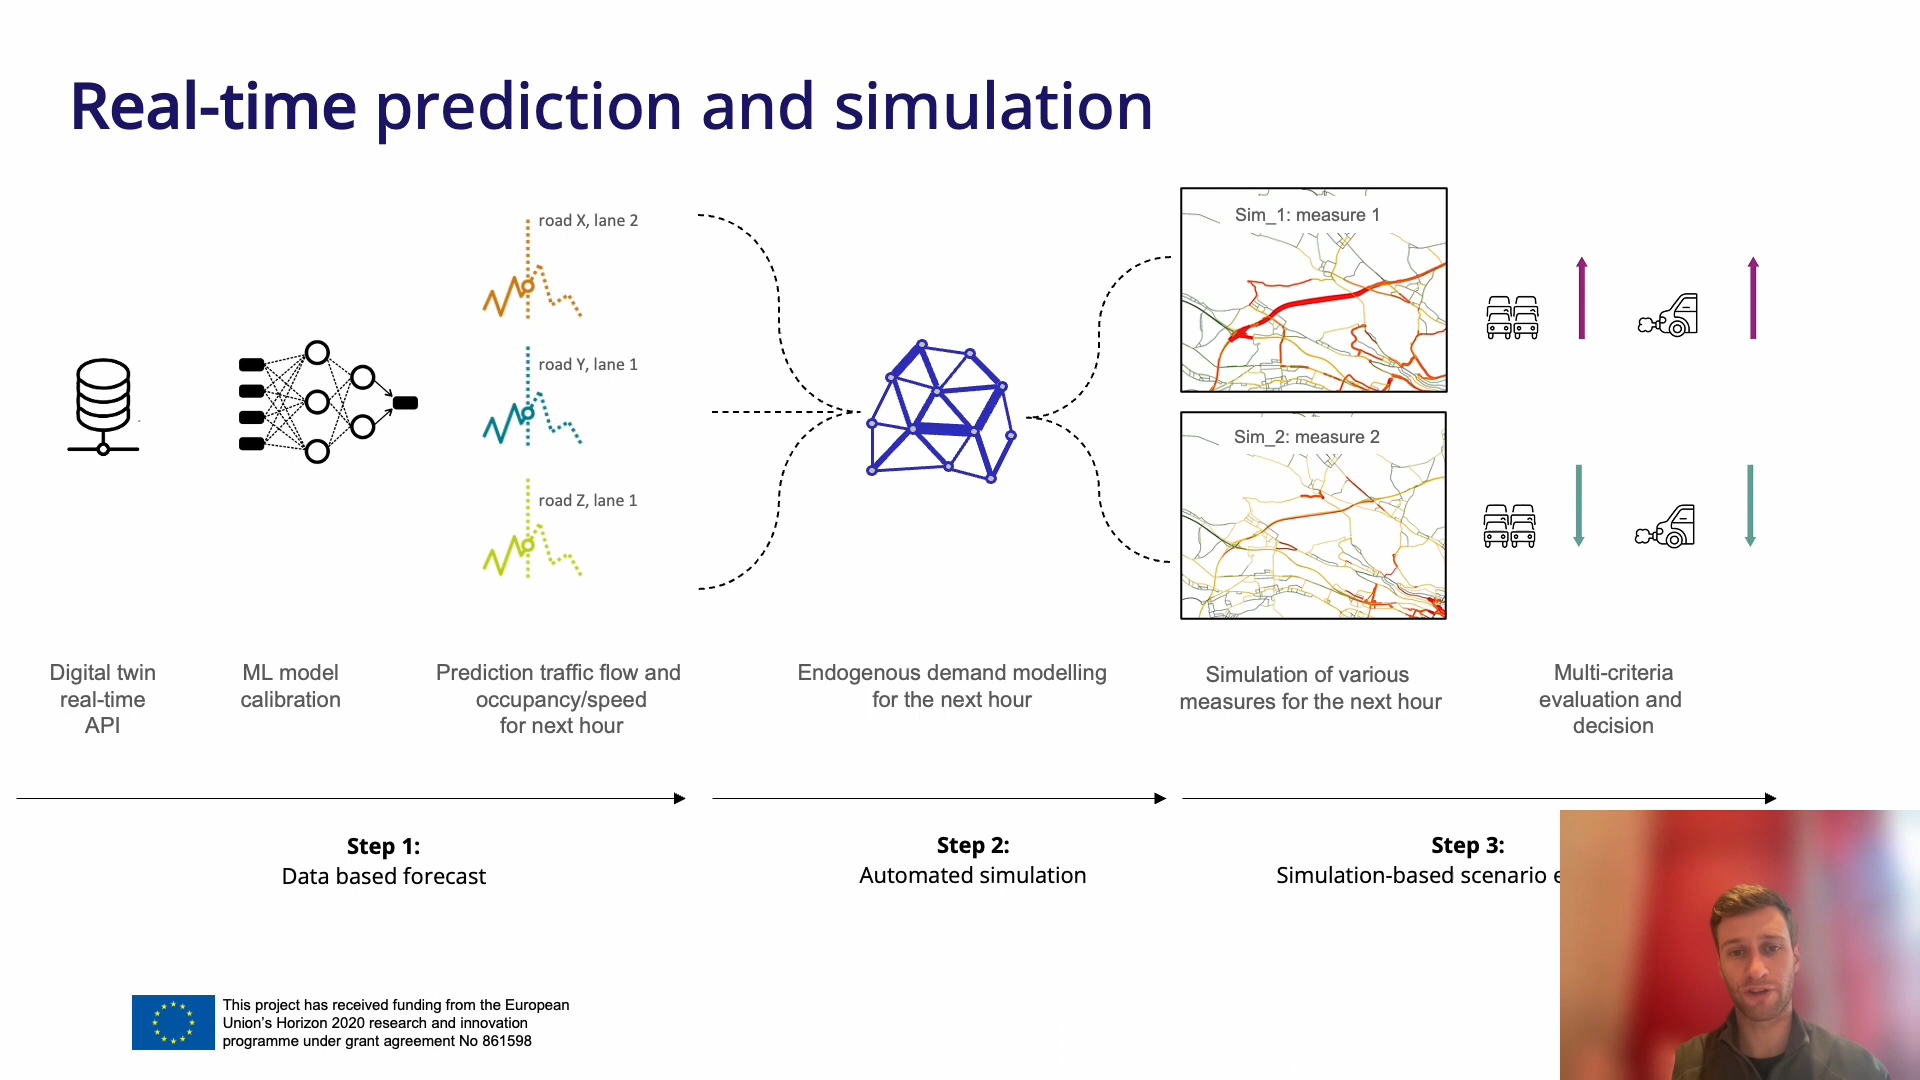 Real-time prediction and simulation
road X, lane 2
road Y, lane 1
road Z, lane 1
Sim_1: measure 1
Sim_2: measure 2
Digital twin
real-time
API
ML model
calibration
Prediction traffic flow and
occupancy/speed
for next hour
Endogenous demand modelling
for the next hour
Simulation of various
measures for the next hour
Multi-criteria
evaluation and
decision
Step 1:
Data based forecast
Step 2:
Automated simulation
Step 3:
Simulation-based scenario
This project has received funding from the European
Union's Horizon 2020 research and innovation
programme under grant agreement No 861598